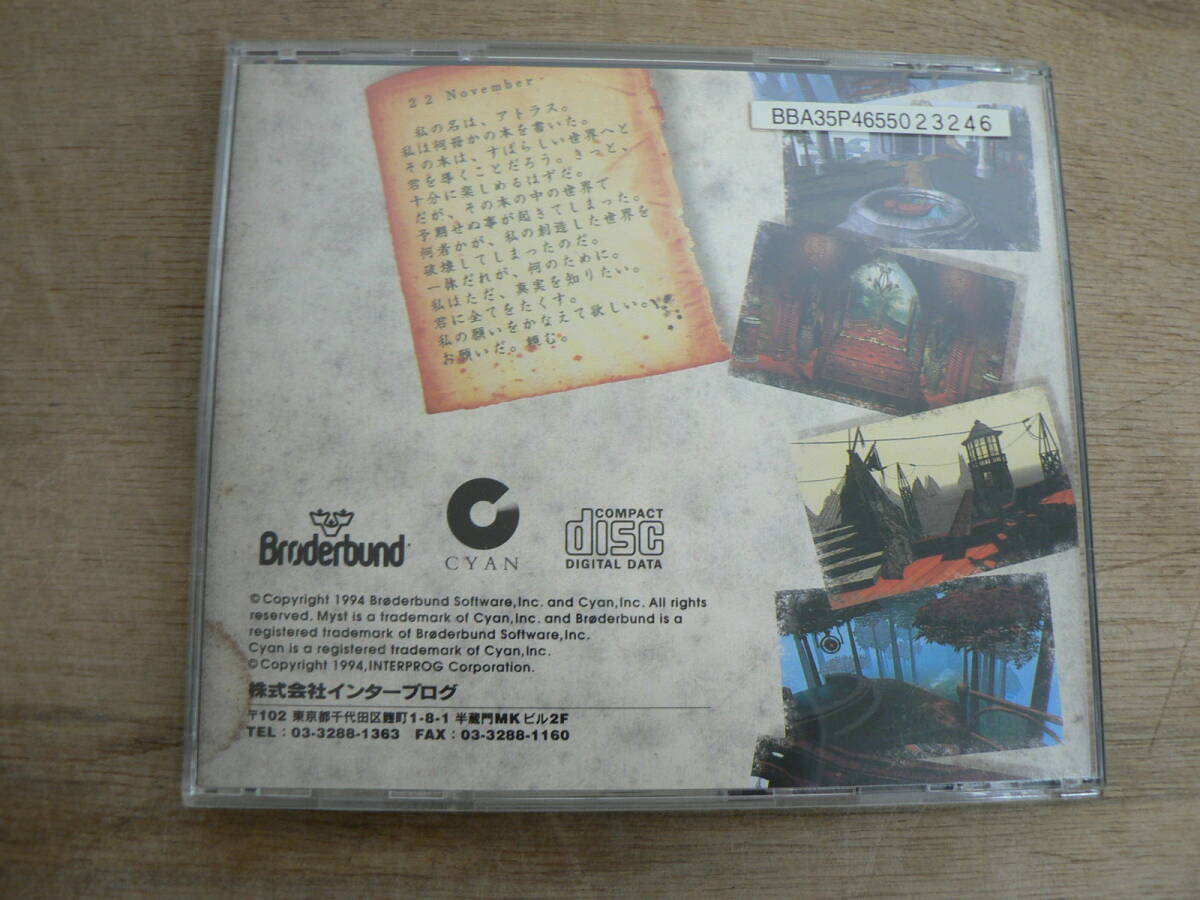 22 November
私の名は、アトラス。
私は何冊かの本を書いた。
その本は、すばらしい世界へと
君を導くことだろう。きっと、
十分に楽しめるはずだ。
だが、その本の中の世界で
予期せぬ事が起きてしまった。
何者かが、私の創造した世界を
破壊してしまったのだ。
一体だれが、何のために。
私はただ、真実を知りたい。
君に全てをたくす。
私の願いをかなえて欲しい。
お願いだ。頼む。
BBA35P4655023246
Brøderbund
CYAN
COMPACT
disc
DIGITAL DATA
©Copyright 1994 Brøderbund Software,Inc. and Cyan,Inc. All rights
reserved. Myst is a trademark of Cyan,Inc. and Brøderbund is a
registered trademark of Brøderbund Software,Inc.
Cyan is a registered trademark of Cyan,Inc.
©Copyright 1994,INTERPROG Corporation.
株式会社インタープログ
〒102 東京都千代田区麹町1-8-1 半蔵門MKビル2F
TEL : 03-3288-1363 FAX : 03-3288-1160